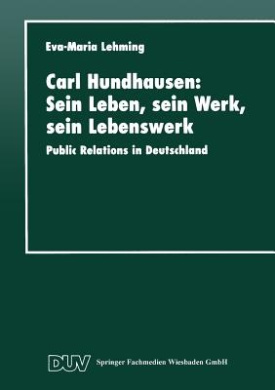 Eva-Maria Lehming
Carl Hundhausen:
Sein Leben, sein Werk,
sein Lebenswerk
Public Relations in Deutschland
DUV Springer Fachmedien Wiesbaden GmbH